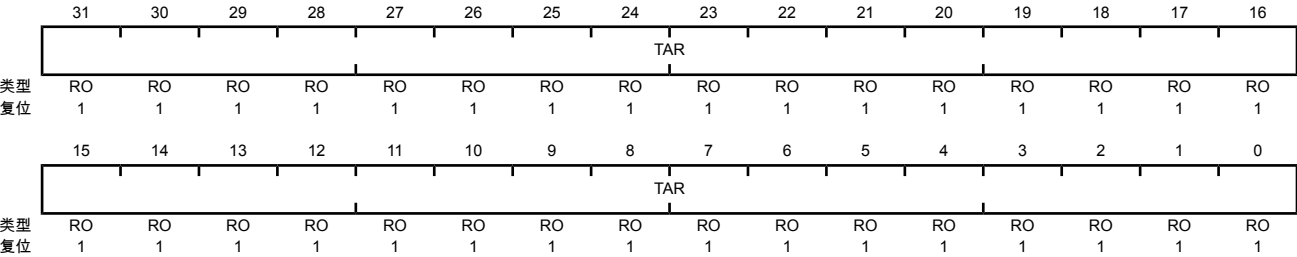 31 30 29 28 27 26 25 24 23 22 21 20 19 18 17 16
TAR
类型 RO RO RO RO RO RO RO RO RO RO RO RO RO RO RO RO
复位 1 1 1 1 1 1 1 1 1 1 1 1 1 1 1 1
15 14 13 12 11 10 9 8 7 6 5 4 3 2 1 0
TAR
类型 RO RO RO RO RO RO RO RO RO RO RO RO RO RO RO RO
复位 1 1 1 1 1 1 1 1 1 1 1 1 1 1 1 1